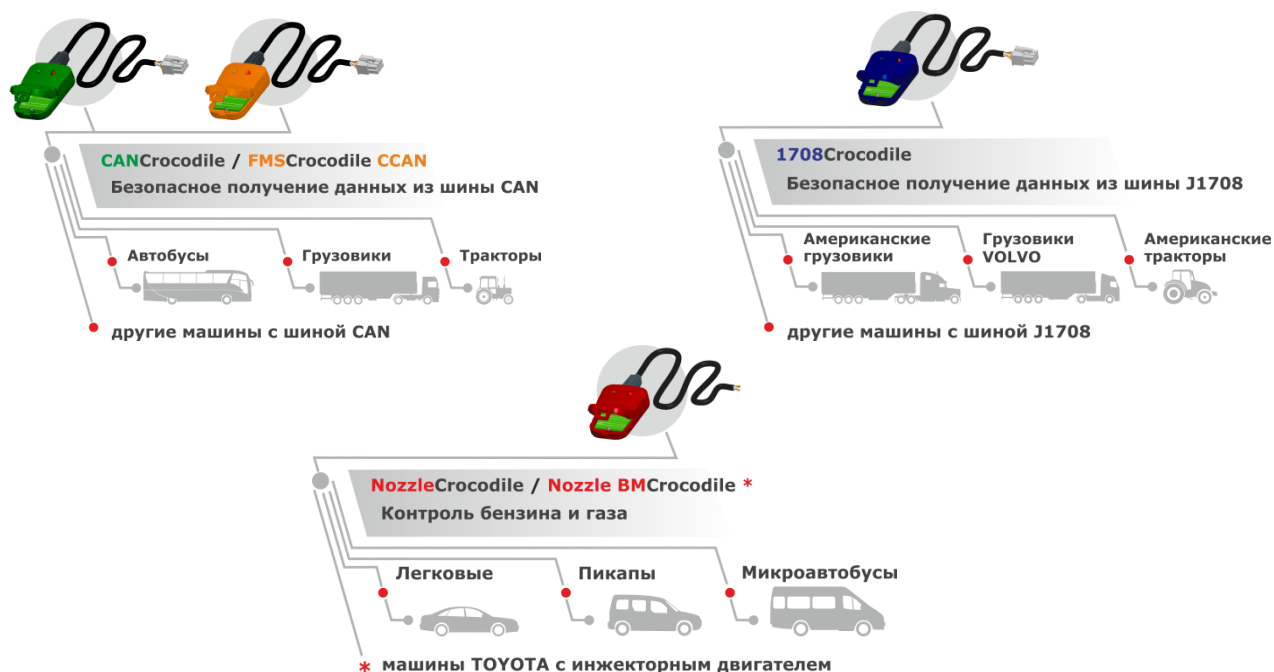 CANCrocodile / FMSCrocodile CCAN
Безопасное получение данных из шины CAN
Автобусы
Грузовики
Тракторы
другие машины с шиной CAN
1708Crocodile
Безопасное получение данных из шины J1708
Американские
грузовики
Грузовики
VOLVO
Американские
тракторы
другие машины с шиной J1708
NozzleCrocodile / Nozzle BMCrocodile *
Контроль бензина и газа
Легковые
Пикапы
Микроавтобусы
* машины TOYOTA с инжекторным двигателем